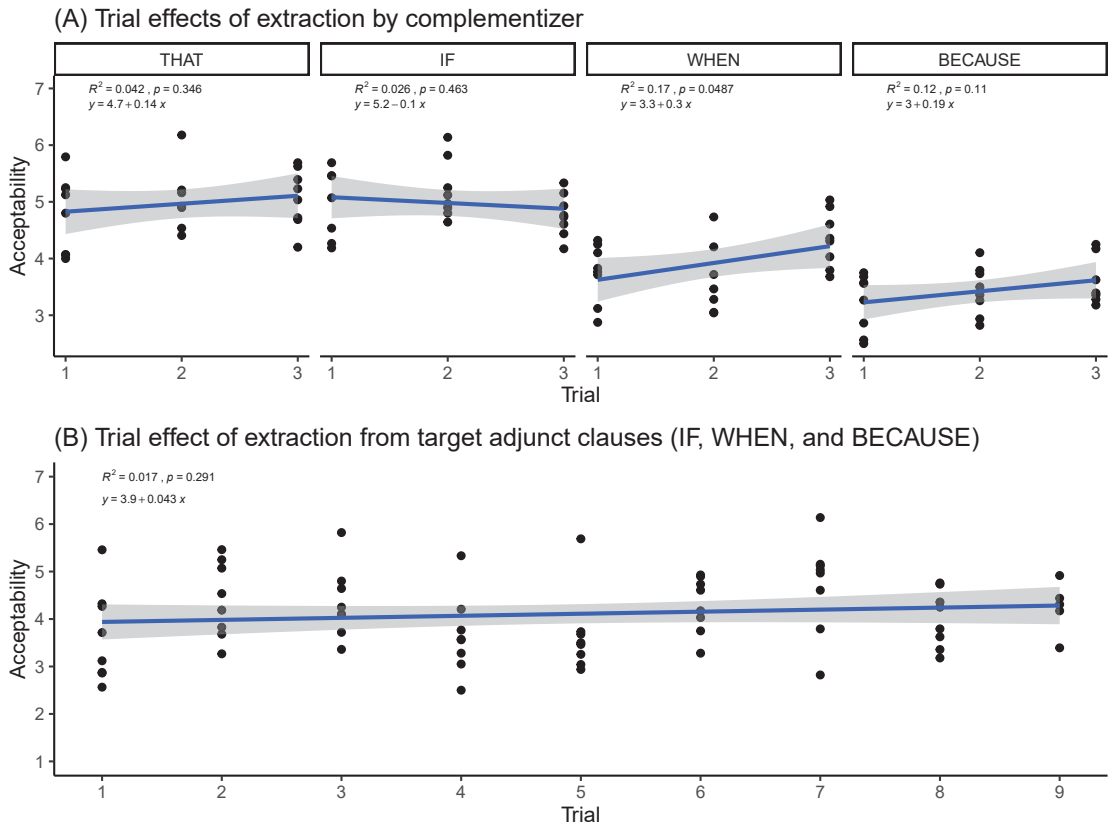 (A) Trial effects of extraction by complementizer
THAT
IF
WHEN
BECAUSE
R² = 0.042 , p = 0.346
y = 4.7 + 0.14 x
R² = 0.026 , p = 0.463
y = 5.2 − 0.1 x
R² = 0.17 , p = 0.0487
y = 3.3 + 0.3 x
R² = 0.12 , p = 0.11
y = 3 + 0.19 x
7
6
5
4
3
Acceptability
1 2 3 1 2 3 1 2 3 1 2 3
Trial
(B) Trial effect of extraction from target adjunct clauses (IF, WHEN, and BECAUSE)
R² = 0.017 , p = 0.291
y = 3.9 + 0.043 x
7
6
5
4
3
2
1
Acceptability
1 2 3 4 5 6 7 8 9
Trial